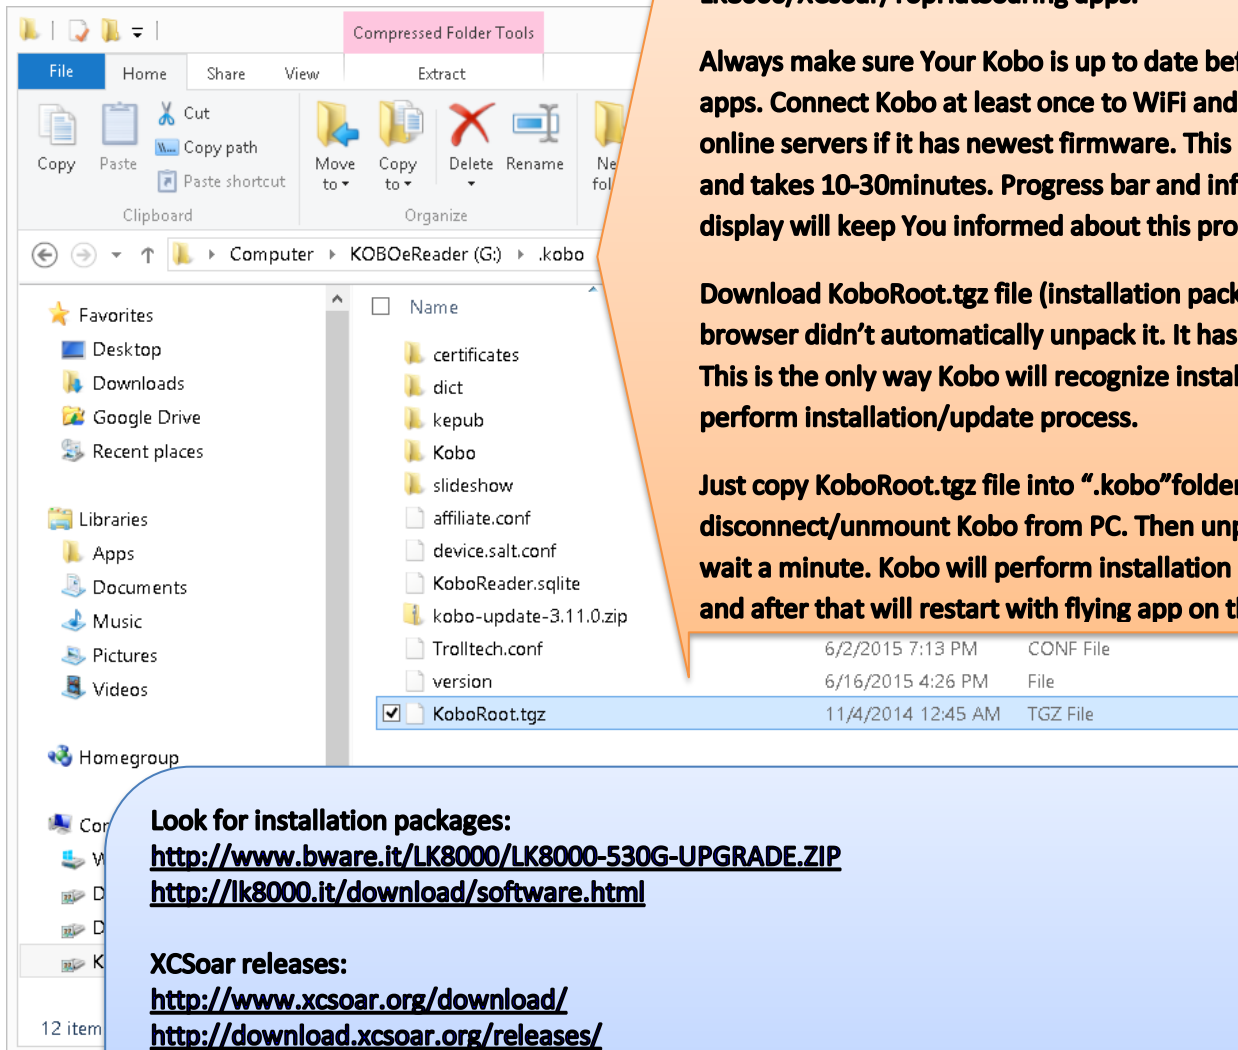 Compressed Folder Tools
File Home Share View Extract
Cut
Copy path
Paste shortcut
Copy Paste
Move to
Copy to
Delete Rename
Clipboard
Organize
Computer KOBOeReader (G:) .kobo
Favorites
Desktop
Downloads
Google Drive
Recent places
Libraries
Apps
Documents
Music
Pictures
Videos
Homegroup
12 item
Name
certificates
dict
kepub
Kobo
slideshow
affiliate.conf
device.salt.conf
KoboReader.sqlite
kobo-update-3.11.0.zip
Trolltech.conf 6/2/2015 7:13 PM CONF File
version 6/16/2015 4:26 PM File
KoboRoot.tgz 11/4/2014 12:45 AM TGZ File
Always make sure Your Kobo is up to date
apps. Connect Kobo at least once to WiFi and
online servers if it has newest firmware. This
and takes 10-30minutes. Progress bar and
display will keep You informed about this
Download KoboRoot.tgz file (installation
browser didn't automatically unpack it. It has
This is the only way Kobo will recognize
perform installation/update process.
Just copy KoboRoot.tgz file into ".kobo"folder
disconnect/unmount Kobo from PC. Then
wait a minute. Kobo will perform installation
and after that will restart with flying app on
Look for installation packages:
http://www.bware.it/LK8000/LK8000-530G-UPGRADE.ZIP
http://lk8000.it/download/software.html
XCSoar releases:
http://www.xcsoar.org/download/
http://download.xcsoar.org/releases/